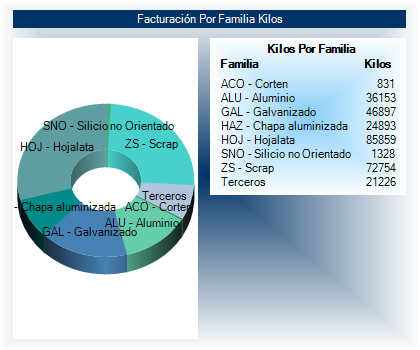 Facturación Por Familia Kilos
Kilos Por Familia
Familia Kilos
ACO - Corten 831
ALU - Aluminio 36153
GAL - Galvanizado 46897
HAZ - Chapa aluminizada 24893
HOJ - Hojalata 85859
SNO - Silicio no Orientado 1328
ZS - Scrap 72754
Terceros 21226
SNO - Silicio no Orientado
ZS - Scrap
HOJ - Hojalata
Terceros
- Chapa aluminizada
ACO - Corten
ALU - Aluminio
GAL - Galvanizado